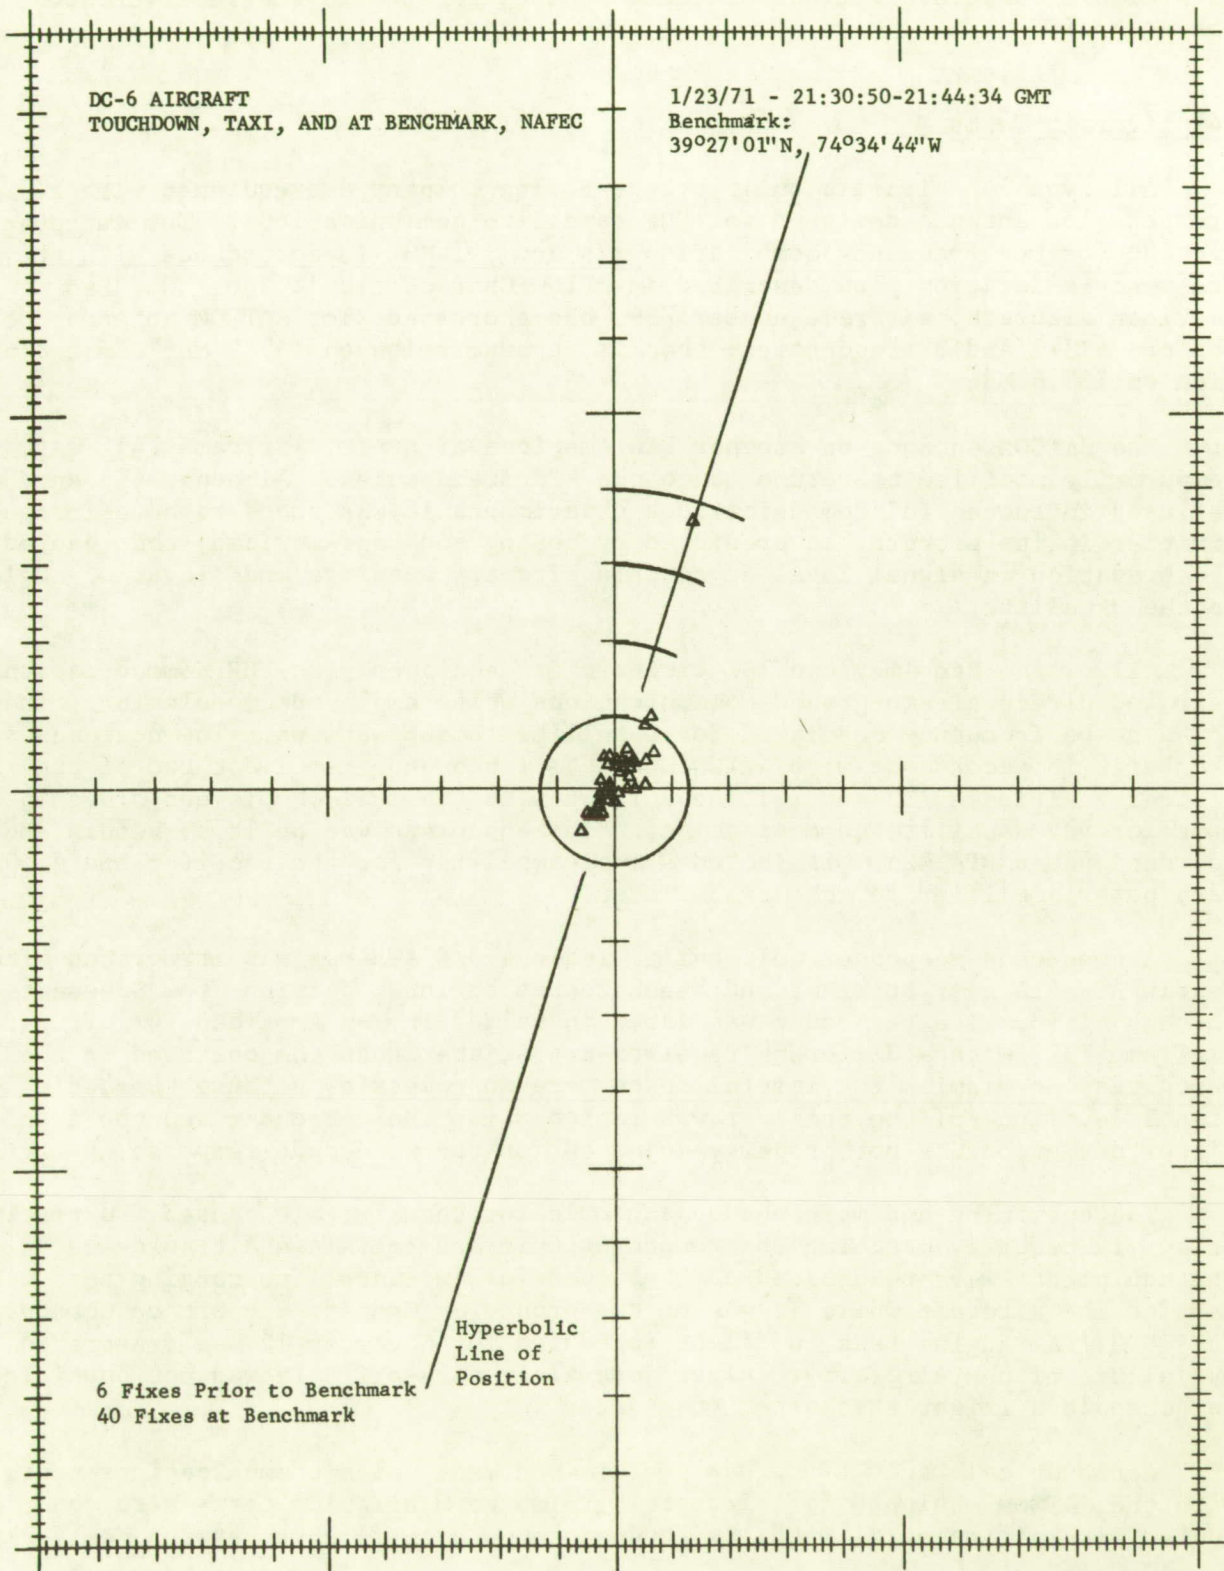 DC-6 AIRCRAFT
TOUCHDOWN, TAXI, AND AT BENCHMARK, NAFEC
1/23/71 - 21:30:50-21:44:34 GMT
Benchmark:
39°27'01"N, 74°34'44"W
Hyperbolic
Line of
Position
6 Fixes Prior to Benchmark
40 Fixes at Benchmark